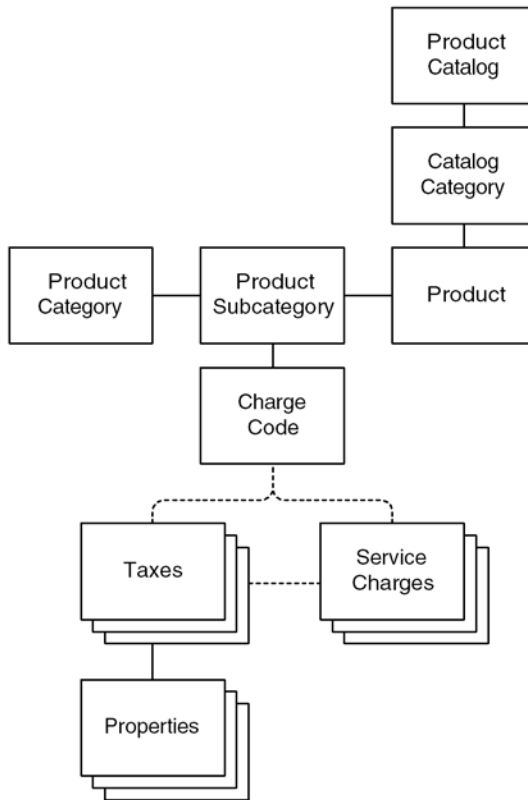 Product
Catalog
Catalog
Category
Product
Category
Product
Subcategory
Product
Charge
Code
Taxes
Service
Charges
Properties